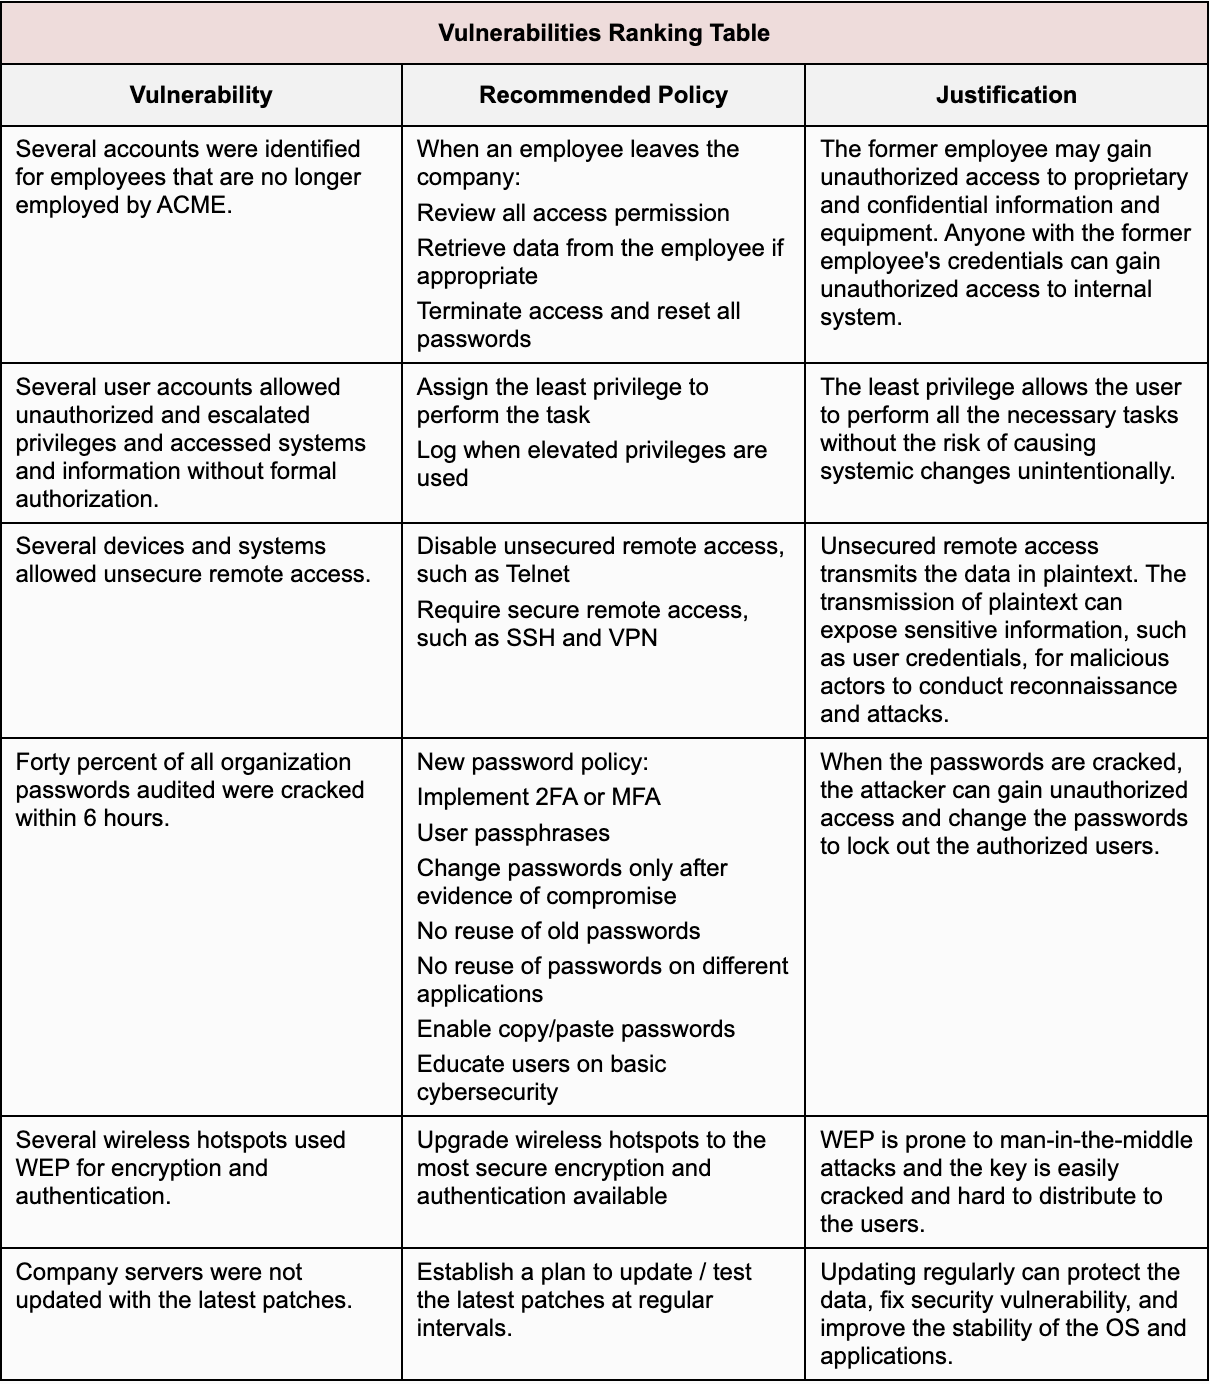 Vulnerabilities Ranking Table
Vulnerability
Recommended Policy
Justification
Several accounts were identified
for employees that are no longer
employed by ACME.
When an employee leaves the
company:
Review all access permission
Retrieve data from the employee if
appropriate
Terminate access and reset all
passwords
The former employee may gain
unauthorized access to proprietary
and confidential information and
equipment. Anyone with the former
employee's credentials can gain
unauthorized access to internal
system.
Several user accounts allowed
unauthorized and escalated
privileges and accessed systems
and information without formal
authorization.
Assign the least privilege to
perform the task
Log when elevated privileges are
used
The least privilege allows the user
to perform all the necessary tasks
without the risk of causing
systemic changes unintentionally.
Several devices and systems
allowed unsecure remote access.
Disable unsecured remote access,
such as Telnet
Require secure remote access,
such as SSH and VPN
Unsecured remote access
transmits the data in plaintext. The
transmission of plaintext can
expose sensitive information, such
as user credentials, for malicious
actors to conduct reconnaissance
and attacks.
Forty percent of all organization
passwords audited were cracked
within 6 hours.
New password policy:
Implement 2FA or MFA
User passphrases
Change passwords only after
evidence of compromise
No reuse of old passwords
No reuse of passwords on different
applications
Enable copy/paste passwords
Educate users on basic
cybersecurity
When the passwords are cracked,
the attacker can gain unauthorized
access and change the passwords
to lock out the authorized users.
Several wireless hotspots used
WEP for encryption and
authentication.
Upgrade wireless hotspots to the
most secure encryption and
authentication available
WEP is prone to man-in-the-middle
attacks and the key is easily
cracked and hard to distribute to
the users.
Company servers were not
updated with the latest patches.
Establish a plan to update / test
the latest patches at regular
intervals.
Updating regularly can protect the
data, fix security vulnerability, and
improve the stability of the OS and
applications.